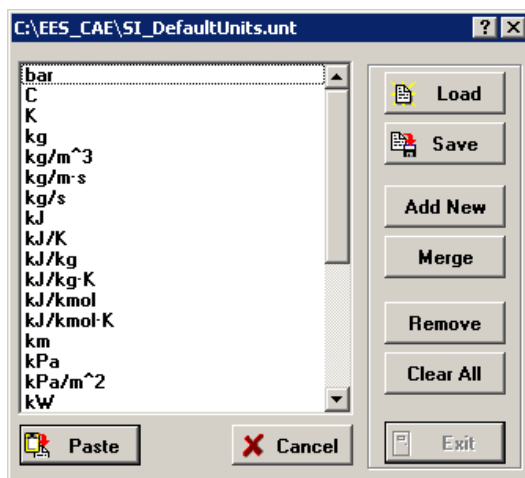 C:\EES_CAE\SI_DefaultUnits.unt
bar
C
K
kg
kg/m^3
kg/m-s
kg/s
kJ
kJ/K
kJ/kg
kJ/kg-K
kJ/kmol
kJ/kmol-K
km
kPa
kPa/m^2
kW
Load
Save
Add New
Merge
Remove
Clear All
Paste
Cancel
Exit